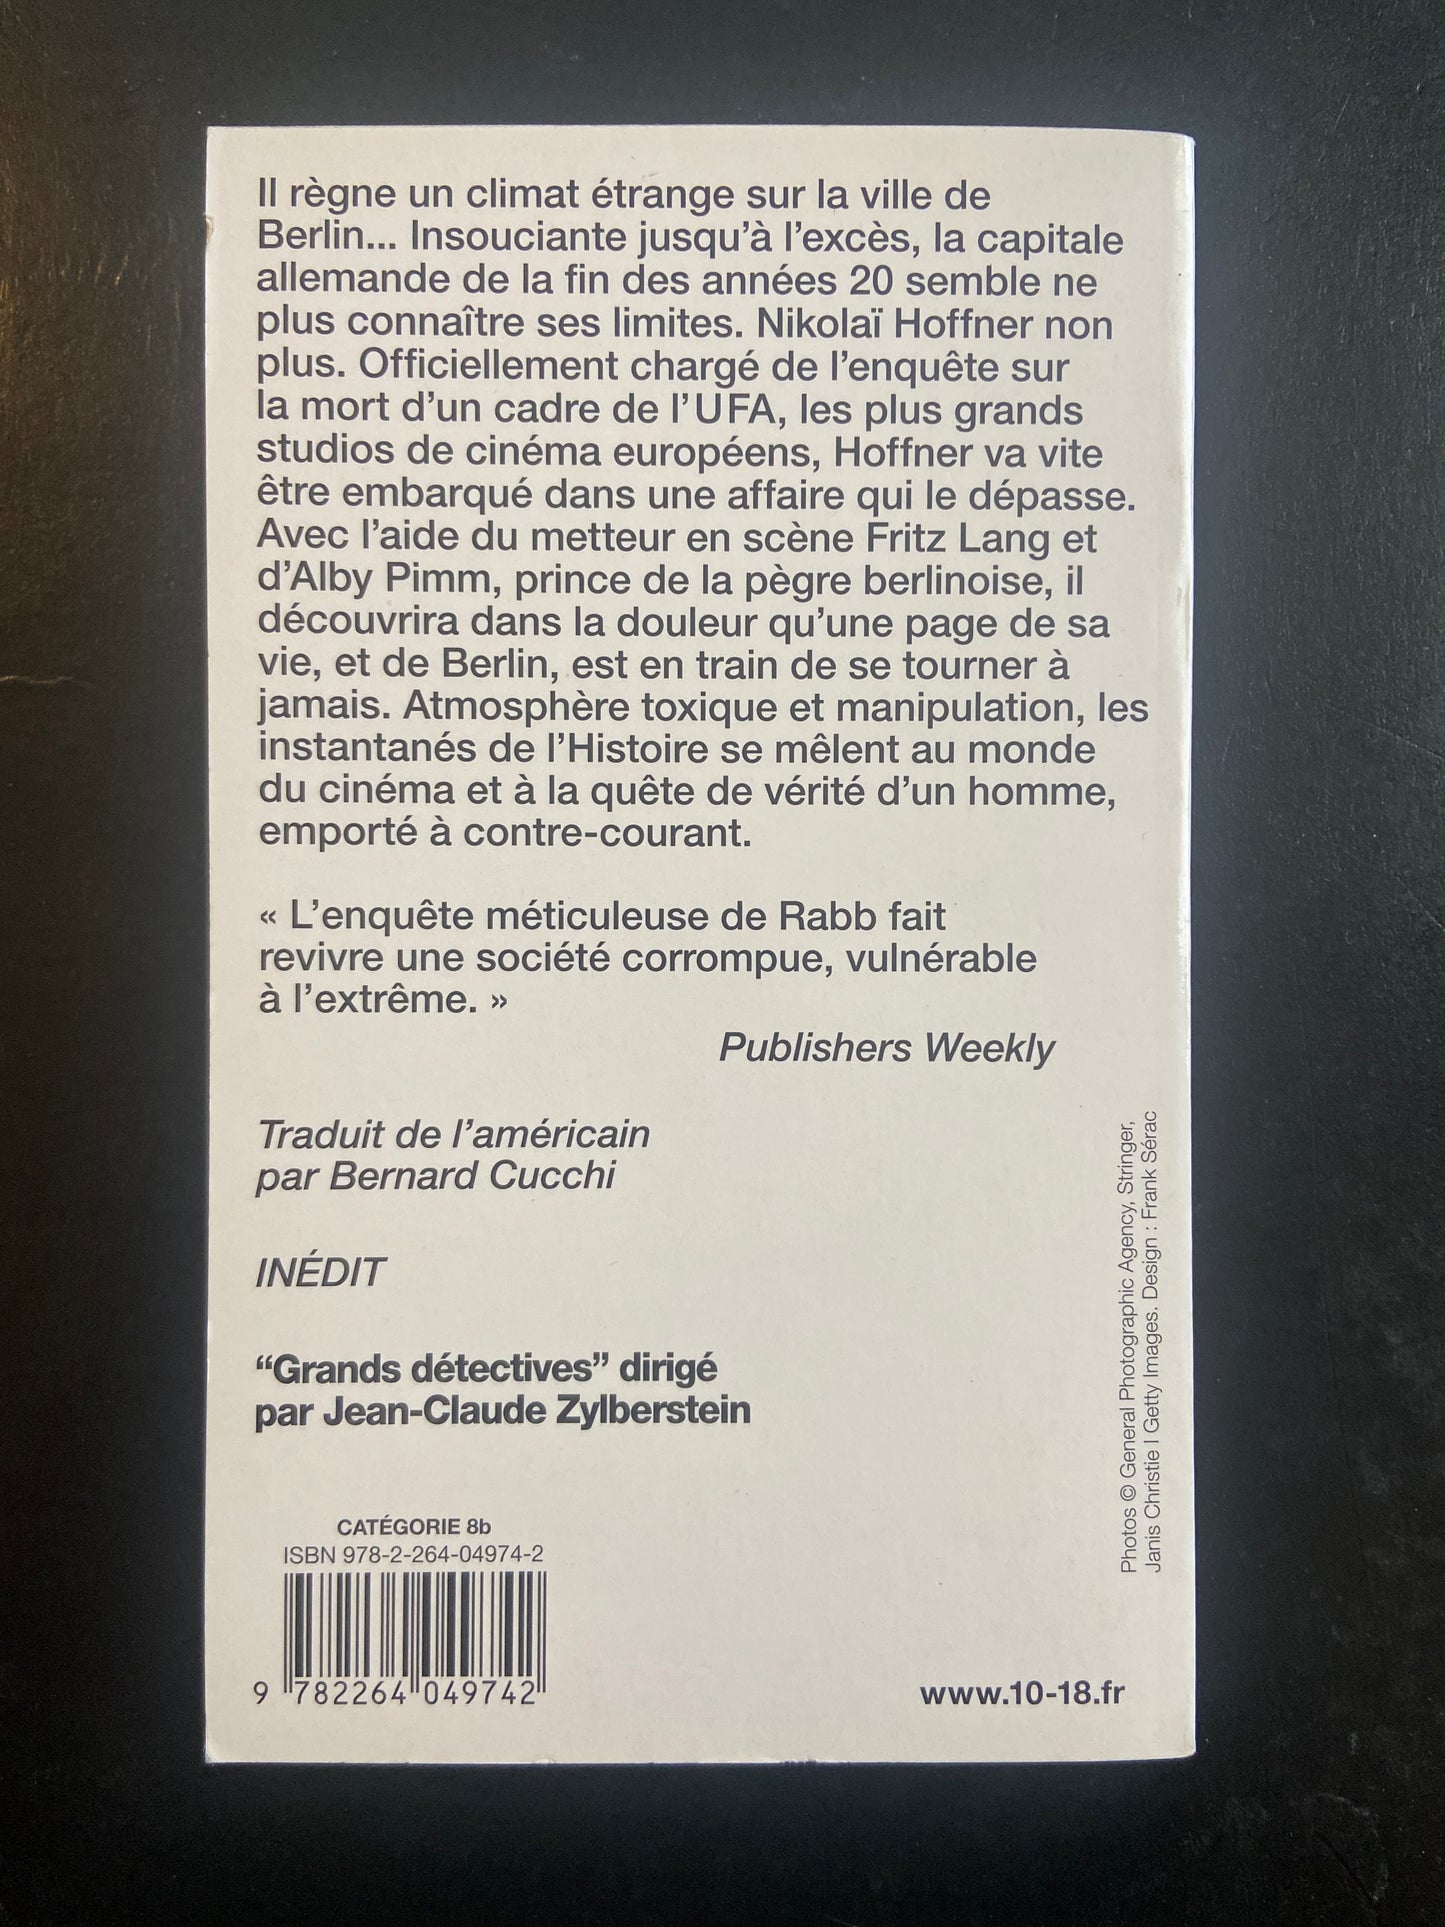 Il règne un climat étrange sur la ville de
Berlin... Insouciante jusqu’à l’excès, la capitale
allemande de la fin des années 20 semble ne
plus connaître ses limites. Nikolaï Hoffner non
plus. Officiellement chargé de l’enquête sur
la mort d’un cadre de l’UFA, les plus grands
studios de cinéma européens, Hoffner va vite
être embarqué dans une affaire qui le dépasse.
Avec l’aide du metteur en scène Fritz Lang et
d’Alby Pimm, prince de la pègre berlinoise, il
découvrira dans la douleur qu’une page de sa
vie, et de Berlin, est en train de se tourner à
jamais. Atmosphère toxique et manipulation, les
instantanés de l’Histoire se mêlent au monde
du cinéma et à la quête de vérité d’un homme,
emporté à contre-courant.
« L’enquête méticuleuse de Rabb fait
revivre une société corrompue, vulnérable
à l’extrême. »
Publishers Weekly
Traduit de l’américain
par Bernard Cucchi
INÉDIT
“Grands détectives” dirigé
par Jean-Claude Zylberstein
CATÉGORIE 8b
ISBN 978-2-264-04974-2
9 782264 049742
www.10-18.fr
Photos © General Photographic Agency, Stringer,
Janis Christie | Getty Images. Design : Frank Sérac